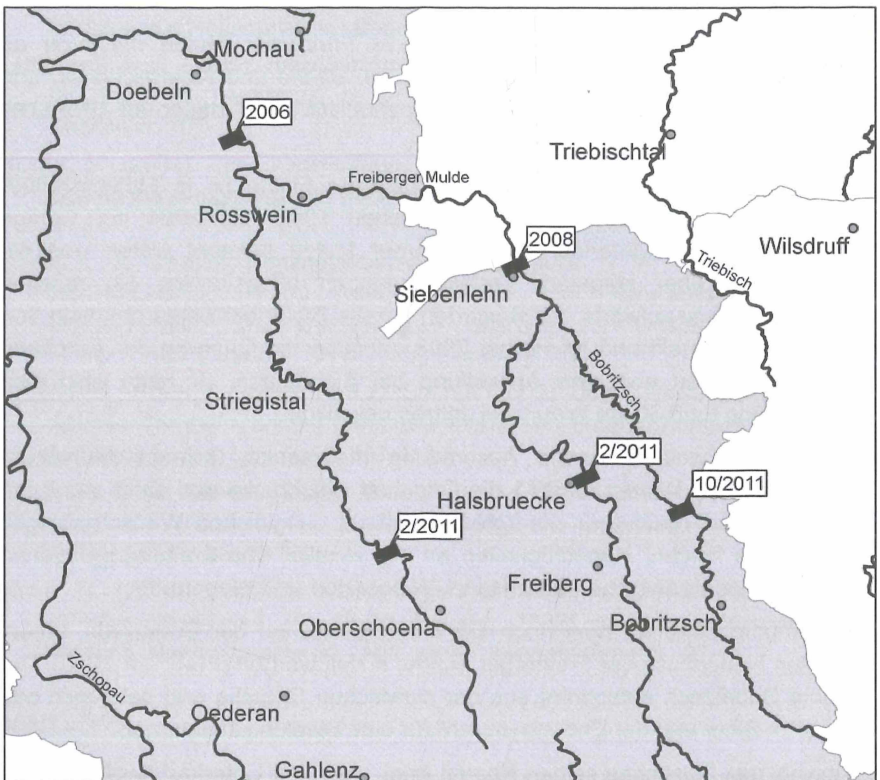 Mochau
Doebeln
2006
Triebischtal
Freiberger Mulde
Rosswein
2008
Wilsdruff
Siebenlehn
Triebisch
Bobritzsch
Striegistal
2/2011
Halsbruecke
10/2011
2/2011
Freiberg
Oberschoena
Bobritzsch
Zschopau
Oederan
Gahlenz